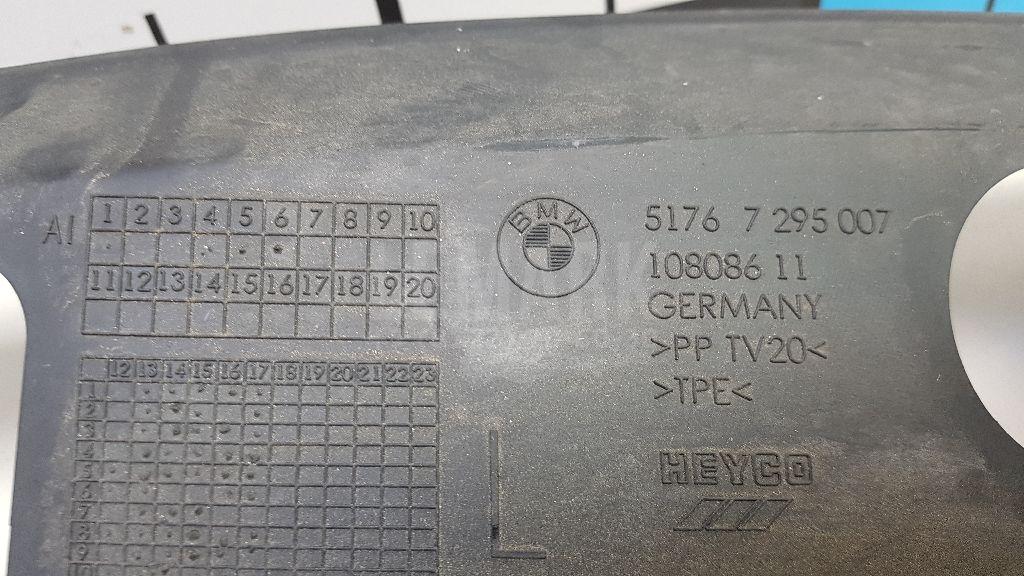 AI
1 2 3 4 5 6 7 8 9 10
11 12 13 14 15 16 17 18 19 20
BMW
5176 7 295 007
108086 11
GERMANY
>PP TV20<
>TPE<
12 13 14 15 16 17 18 19 20 21 22 23
1
2
3
4
5
6
7
8
9
10
L
HEYCO